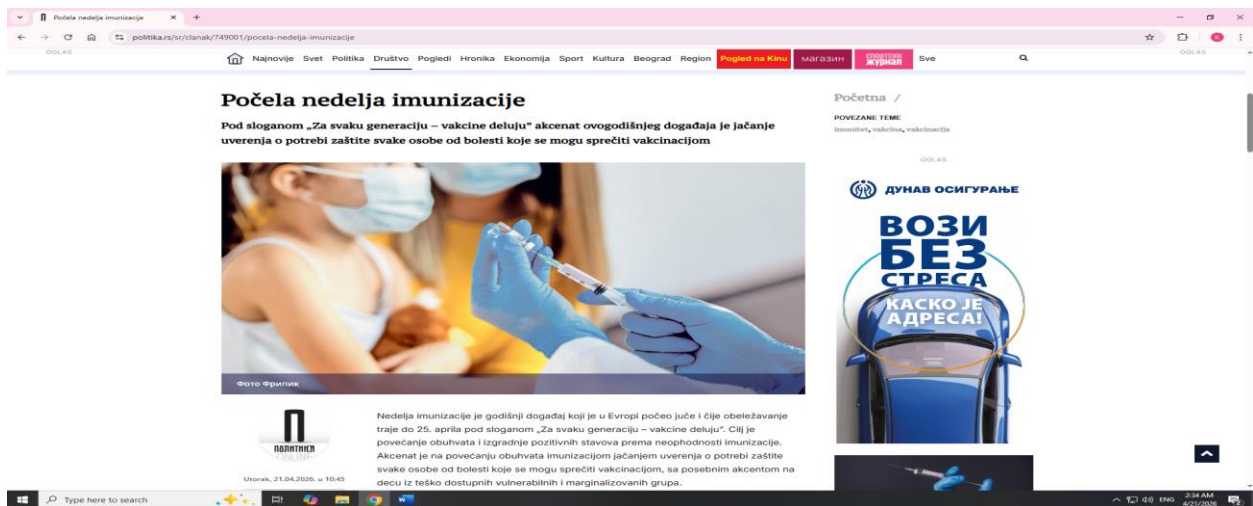 Počela nedelja imunizacije
politika.rs/sr/clanak/749001/pocela-nedelja-imunizacije
OGLAS
Najnovije Svet Politika Društvo Pogledi Hronika Ekonomija Sport Kultura Beograd Region Pogled na Kinu Магазин СПОРТСКИ ЖУРНАЛ Sve
OGLAS
Počela nedelja imunizacije
Pod sloganom „Za svaku generaciju – vakcine deluju“ akcenat ovogodišnjeg događaja je jačanje
uverenja o potrebi zaštite svake osobe od bolesti koje se mogu sprečiti vakcinacijom
Фото Фрипик
ПОЛИТИКА
ONLINE
Utorak, 21.04.2026. u 10:45
Nedelja imunizacije je godišnji događaj koji je u Evropi počeo juče i čije obeležavanje
traje do 25. aprila pod sloganom „Za svaku generaciju – vakcine deluju“. Cilj je
povećanje obuhvata i izgradnje pozitivnih stavova prema neophodnosti imunizacije.
Akcenat je na povećanju obuhvata imunizacijom jačanjem uverenja o potrebi zaštite
svake osobe od bolesti koje se mogu sprečiti vakcinacijom, sa posebnim akcentom na
decu iz teško dostupnih vulnerabilnih i marginalizovanih grupa.
Početna /
POVEZANE TEME
imunitet, vakcina, vakcinacija
OGLAS
ДУНАВ ОСИГУРАЊЕ
ВОЗИ
БЕЗ
СТРЕСА
КАСКО ЈЕ
АДРЕСА!
Type here to search
ENG
2:34 AM
4/21/2026